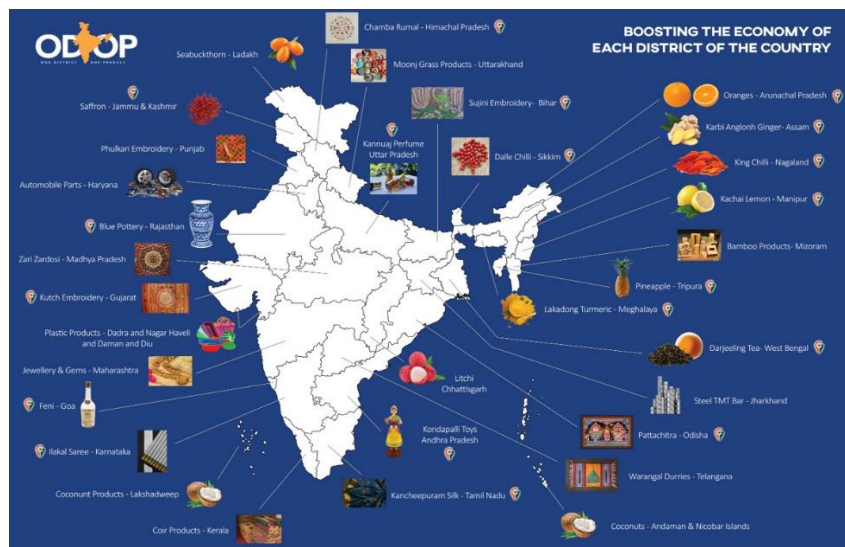 ODOP
ONE DISTRICT ONE PRODUCT
BOOSTING THE ECONOMY OF
EACH DISTRICT OF THE COUNTRY
Chamba Rumal - Himachal Pradesh
Seabuckthorn - Ladakh
Moonj Grass Products - Uttarakhand
Sujini Embroidery- Bihar
Oranges - Arunachal Pradesh
Saffron - Jammu & Kashmir
Karbi Anglonh Ginger- Assam
Kannuaj Perfume
Uttar Pradesh
Phulkari Embroidery - Punjab
Dalle Chilli - Sikkim
King Chilli - Nagaland
Automobile Parts - Haryana
Kachai Lemon - Manipur
Blue Pottery - Rajasthan
Bamboo Products- Mizoram
Zari Zardosi - Madhya Pradesh
Pineapple - Tripura
Kutch Embroidery - Gujarat
Lakadong Turmeric - Meghalaya
Plastic Products - Dadra and Nagar Haveli
and Daman and Diu
Darjeeling Tea- West Bengal
Jewellery & Gems - Maharashtra
Litchi
Chhattisgarh
Steel TMT Bar - Jharkhand
Feni - Goa
Kondapalli Toys
Andhra Pradesh
Pattachitra - Odisha
Ilakal Saree - Karnataka
Warangal Durries - Telangana
Coconunt Products - Lakshadweep
Kancheepuram Silk - Tamil Nadu
Coir Products - Kerala
Coconuts - Andaman & Nicobar Islands